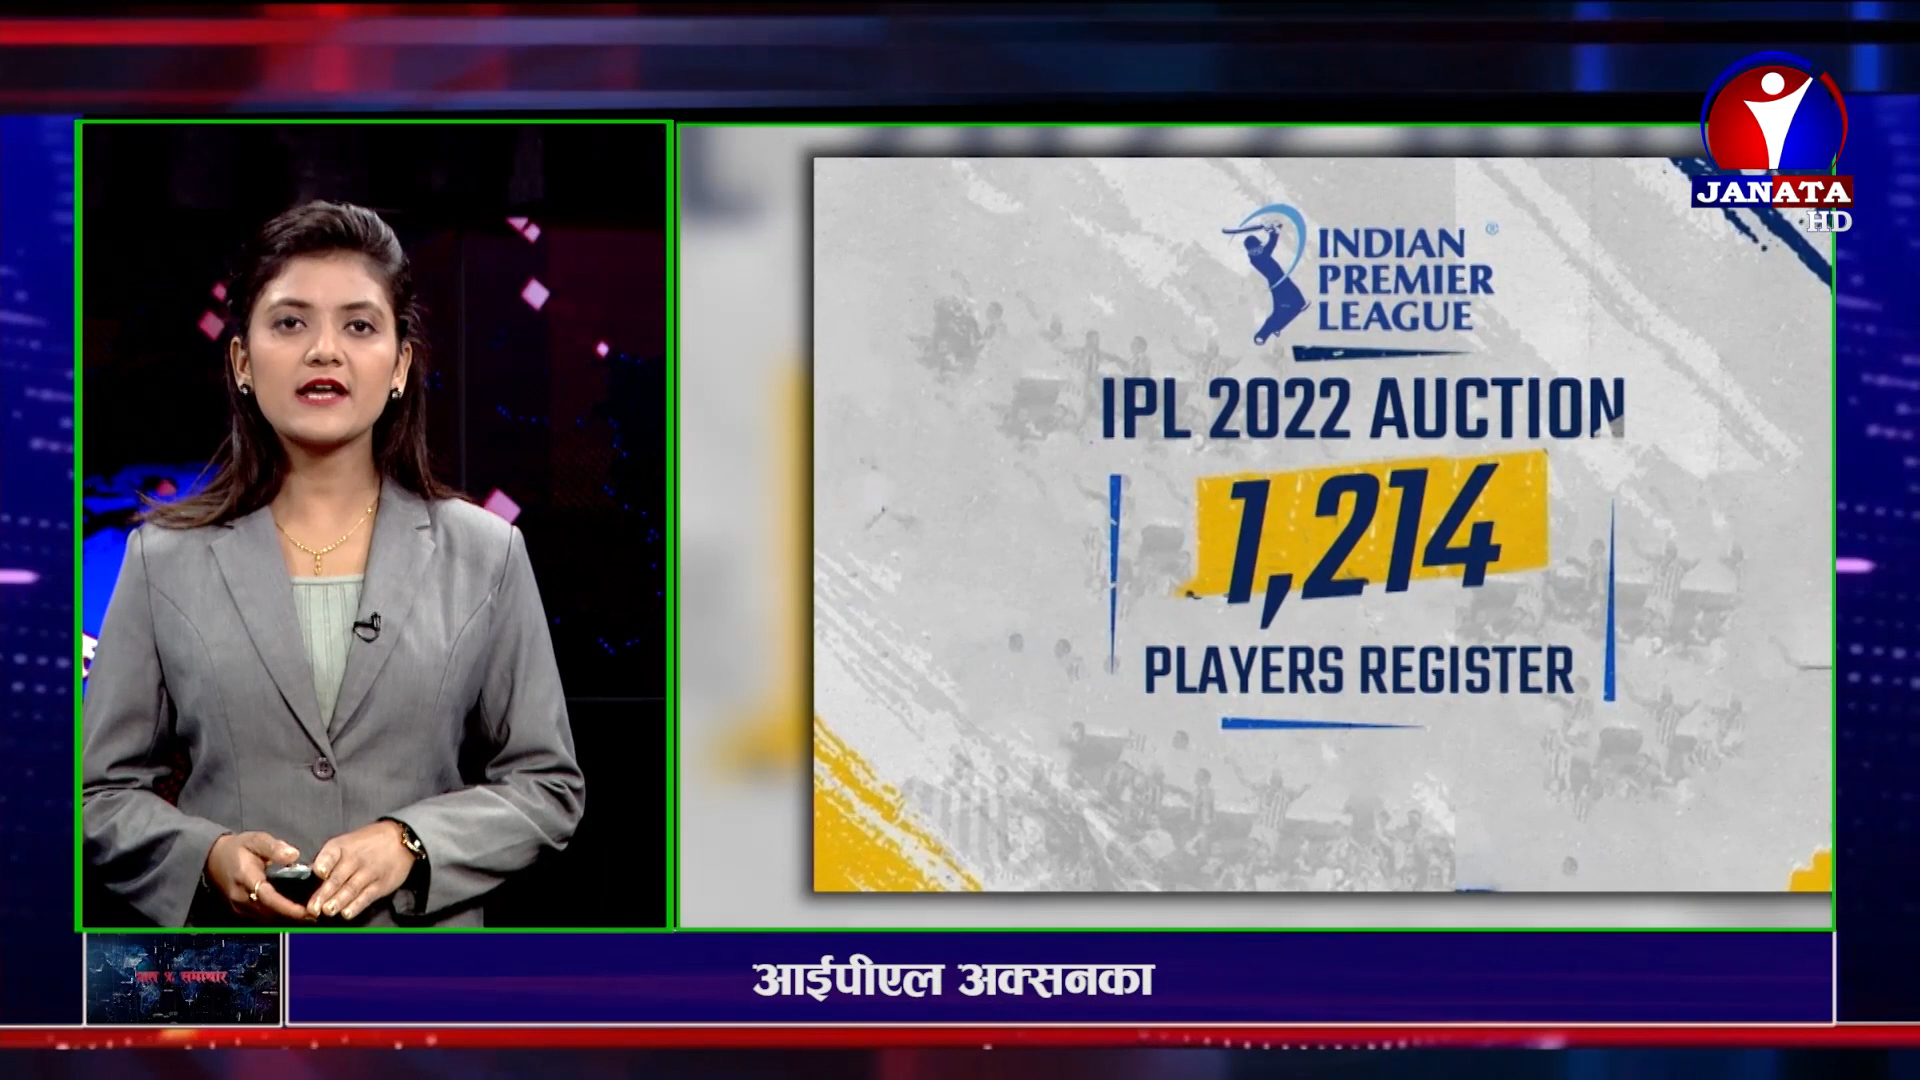 JANATA
HD
INDIAN
PREMIER
LEAGUE
®
IPL 2022 AUCTION
1,214
PLAYERS REGISTER
आईपीएल अक्सनका